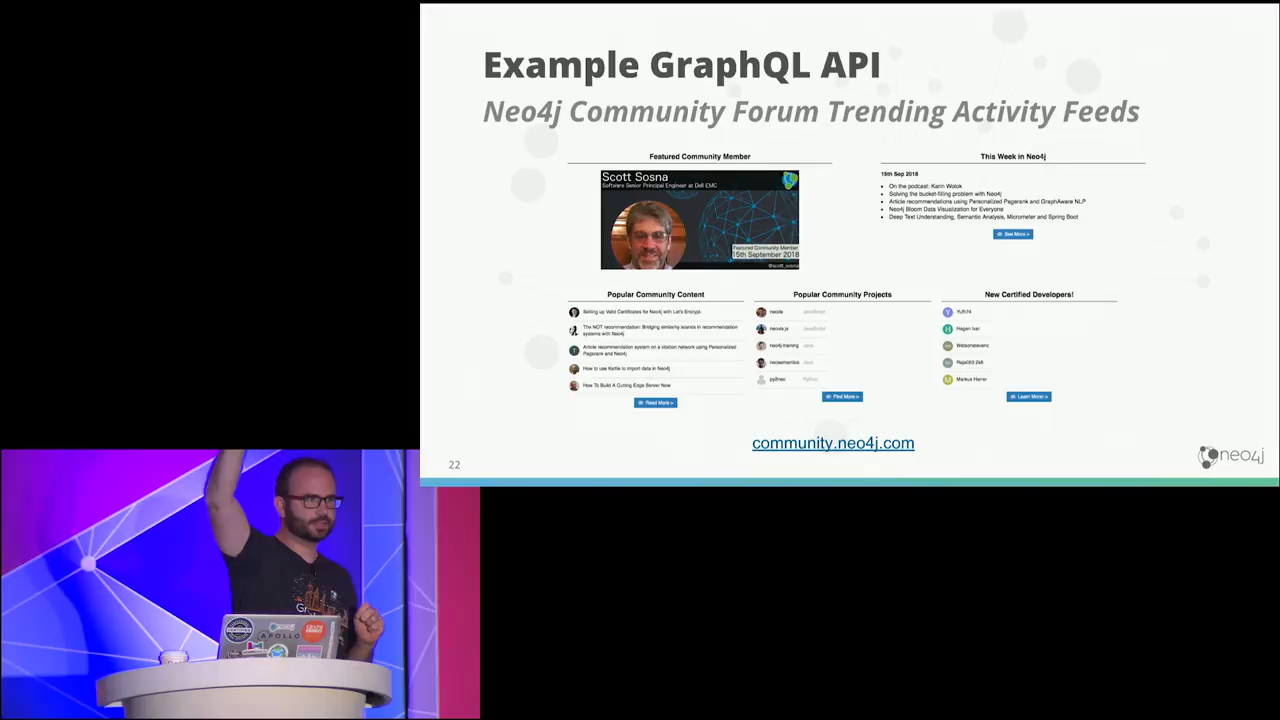 Example GraphQL API
Neo4j Community Forum Trending Activity Feeds
Featured Community Member
Scott Sosna
Software Senior Principal Engineer at Dell EMC
Featured Community Member
15th September 2018
@scott_sosna
This Week in Neo4j
15th Sep 2018
On the podcast: Karin Wolok
Solving the bucket-filling problem with Neo4j
Article recommendations using Personalized Pagerank and GraphAware NLP
Neo4j Bloom Data Visualization for Everyone
Deep Text Understanding, Semantic Analysis, Micrometer and Spring Boot
See More »
Popular Community Content
Setting up Valid Certificates for Neo4j with Let's Encrypt.
The NOT recommendation: Bridging similarity islands in recommendation
systems with Neo4j
Article recommendation system on a citation network using Personalized
Pagerank and Neo4j
How to use Kettle to import data in Neo4j
How To Build A Cutting Edge Server Now
Read More »
Popular Community Projects
neode JavaScript
neovis.js JavaScript
neo4j-training Java
neosemantics Java
py2neo Python
Find More »
New Certified Developers!
Hagen
Markus Harrer
Learn More! »
community.neo4j.com
22
neo4j
CERTIFIED
APOLLO